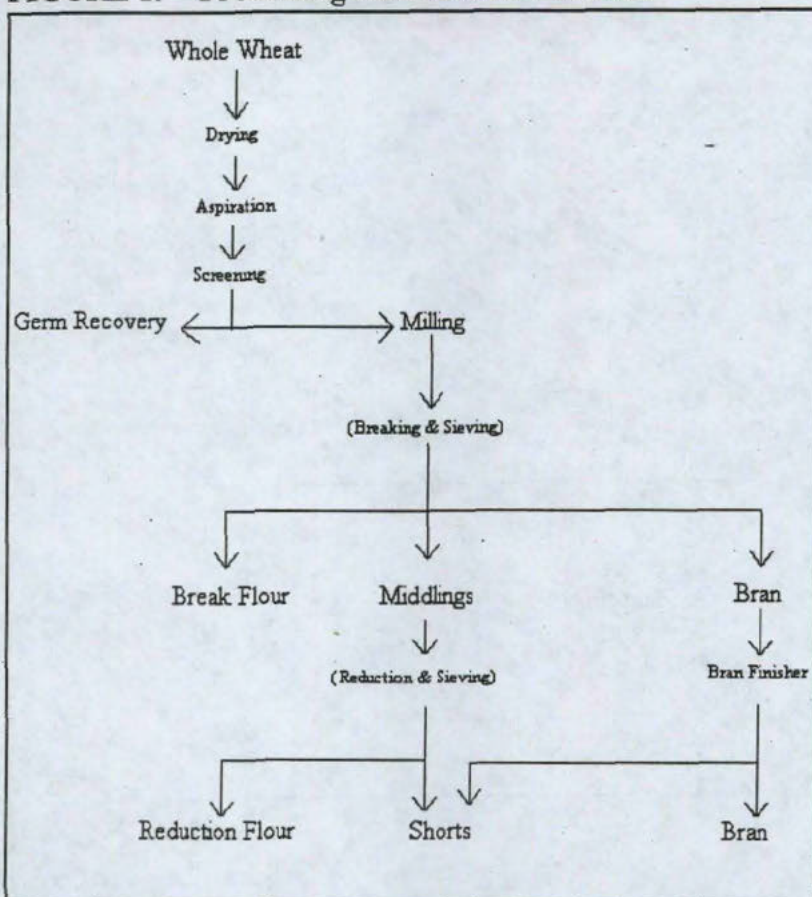 Whole Wheat
Drying
Aspiration
Screening
Germ Recovery
Milling
(Breaking & Sieving)
Break Flour
Middlings
Bran
(Reduction & Sieving)
Bran Finisher
Reduction Flour
Shorts
Bran